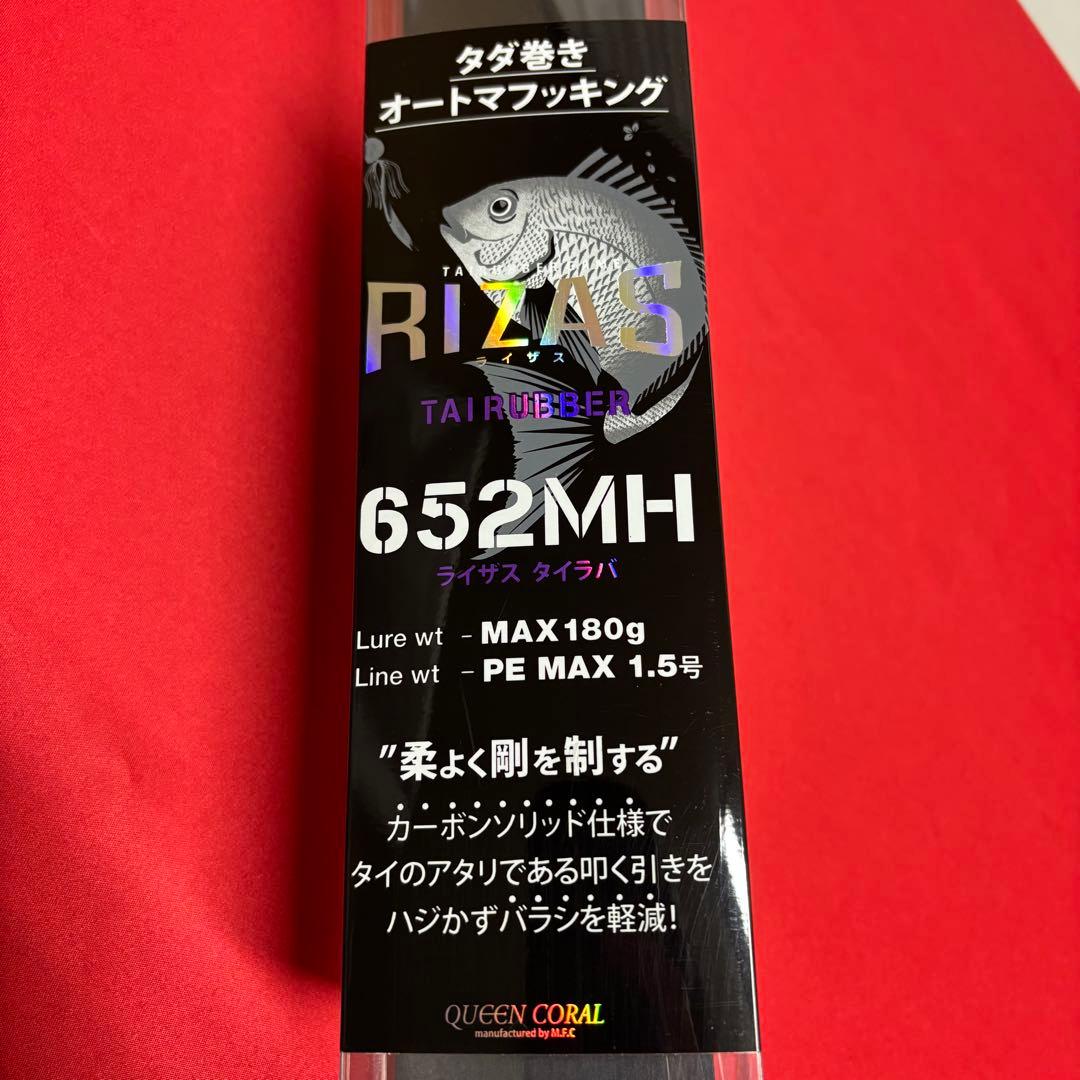 タダ巻き
オートマフッキング
TAIRUBBER GAME
RIZAS
ライザス
TAIRUBBER
652MH
ライザス タイラバ
Lure wt - MAX180g
Line wt - PE MAX 1.5号
"柔よく剛を制する"
カーボンソリッド仕様で
タイのアタリである叩く引きを
ハジかずバラシを軽減!
QUEEN CORAL
manufactured by M.F.C